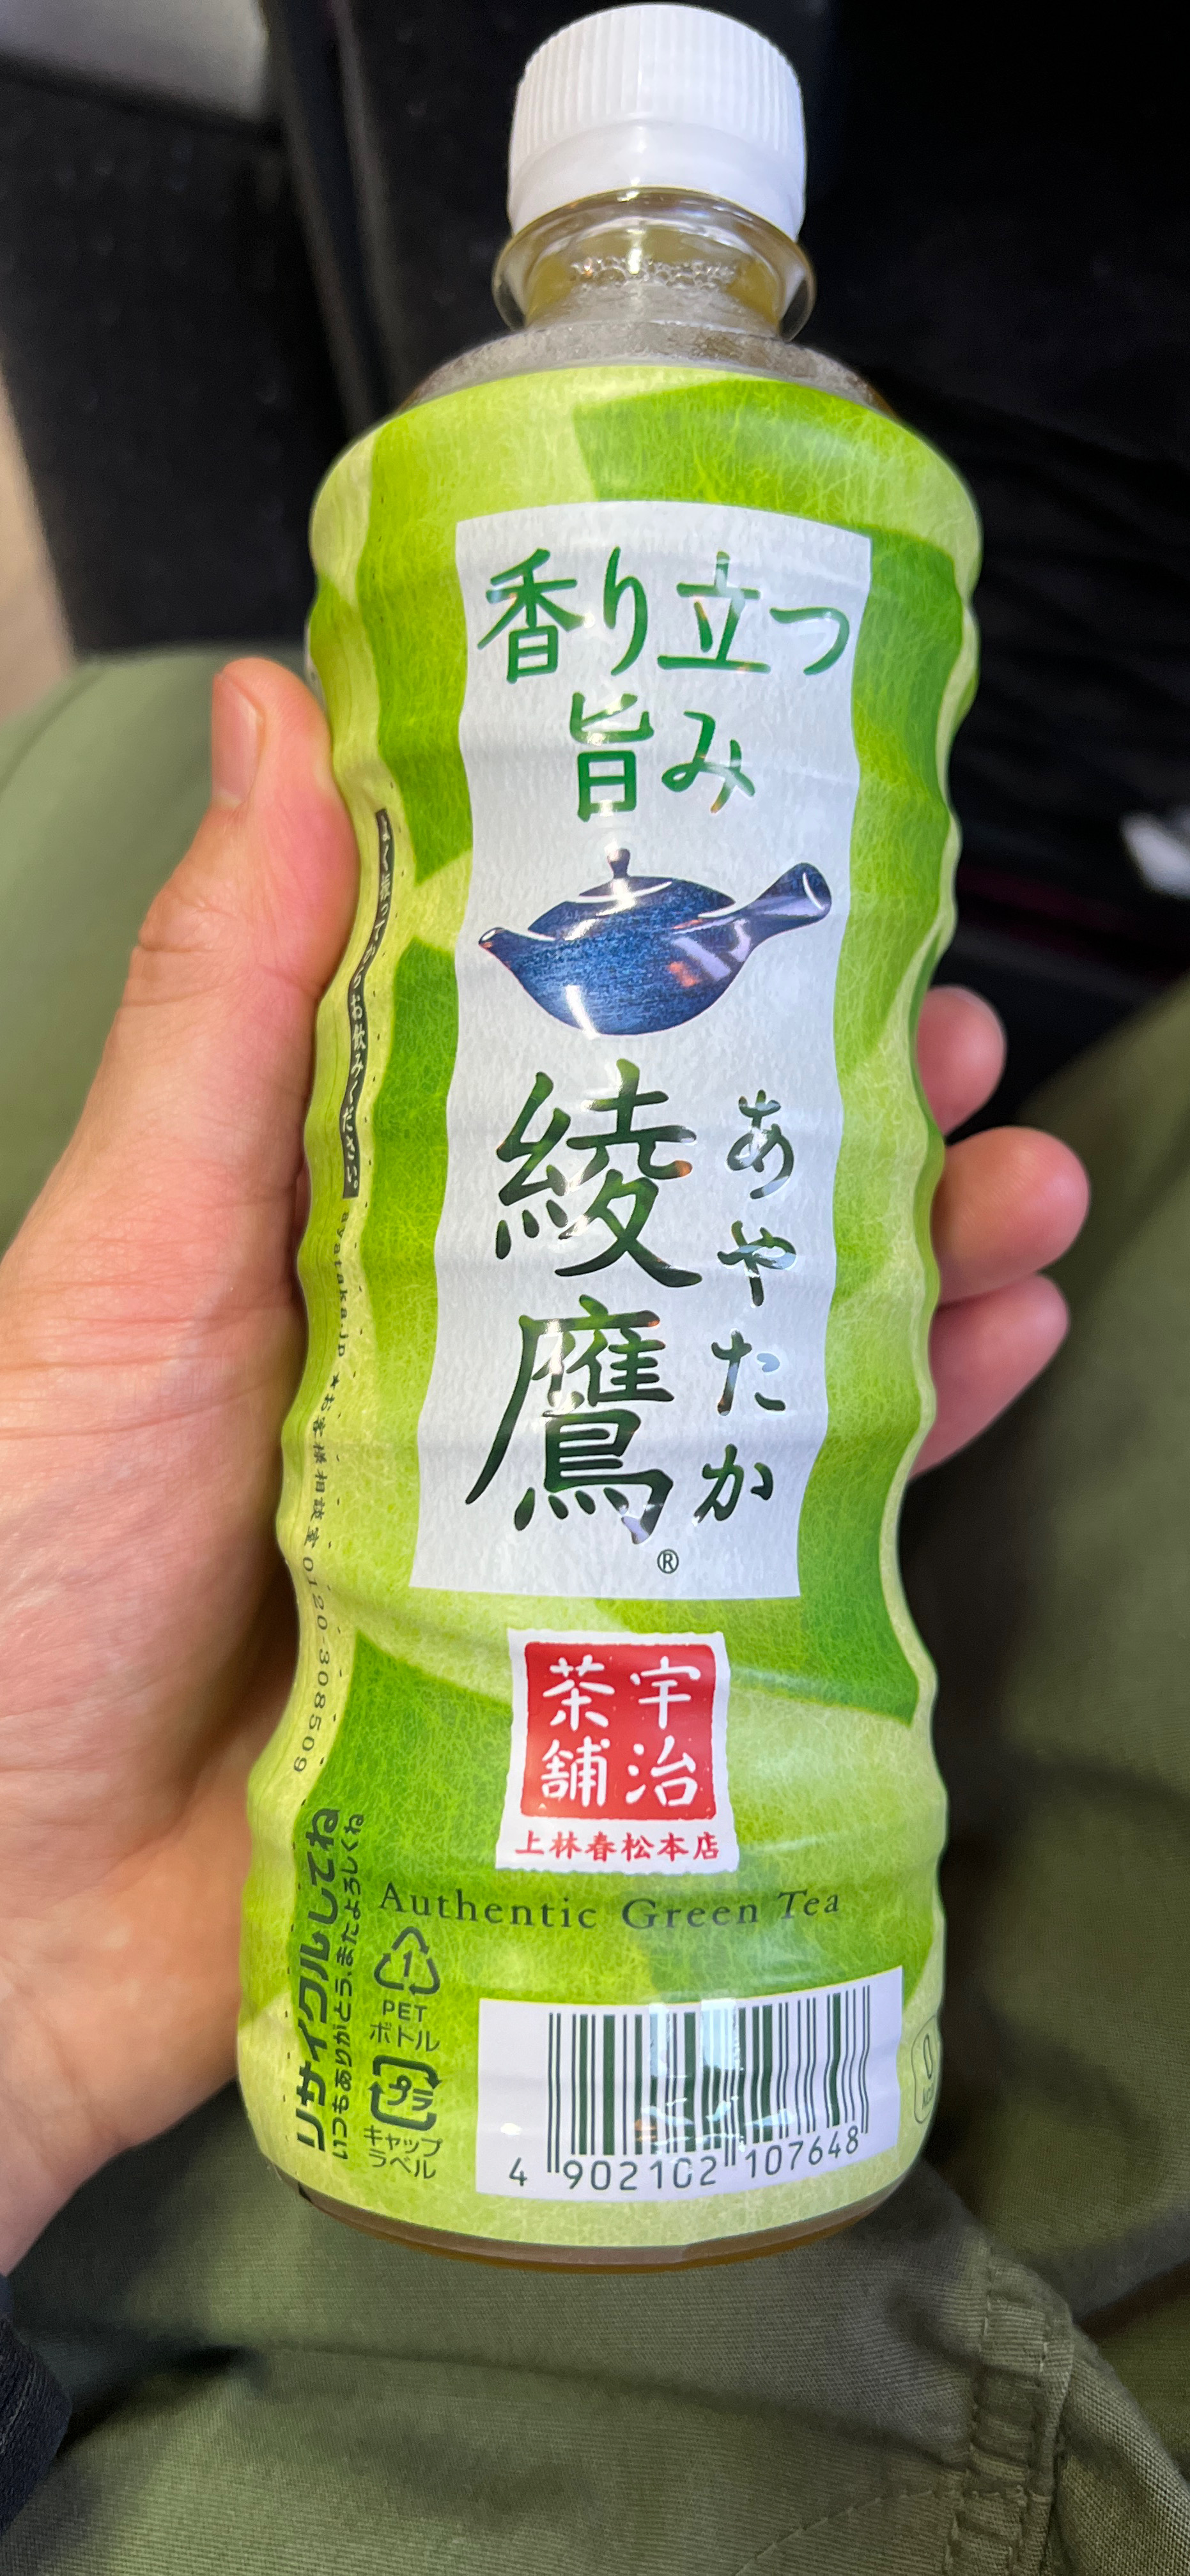 香り立つ
旨み
綾鷹
あやたか
®
宇治
茶舗
上林春松本店
Authentic Green Tea
1
PET
ボトル
プラ
キャップ
ラベル
4 902102 107648
0
リサイクルしてね
いつもありがとう、またよろしくね
よく振ってからお飲みください。
ayataka.jp ★お客様相談室 0120-308509